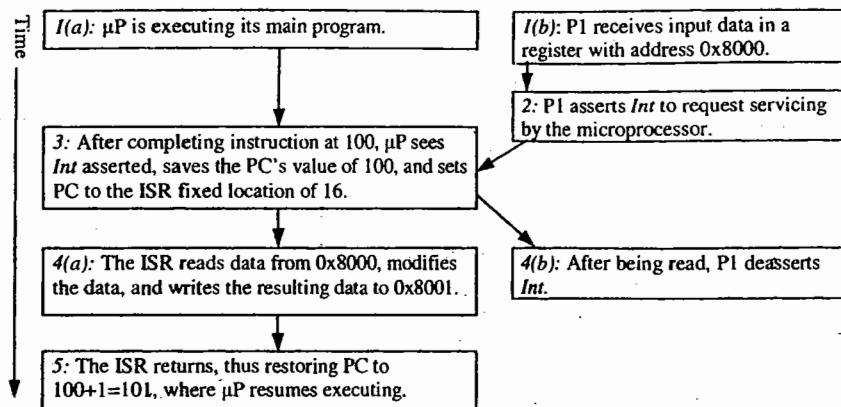 Time
1(a): µP is executing its main program.
1(b): P1 receives input data in a
register with address 0x8000.
2: P1 asserts Int to request servicing
by the microprocessor.
3: After completing instruction at 100, µP sees
Int asserted, saves the PC's value of 100, and sets
PC to the ISR fixed location of 16.
4(a): The ISR reads data from 0x8000, modifies
the data, and writes the resulting data to 0x8001.
4(b): After being read, P1 deasserts
Int.
5: The ISR returns, thus restoring PC to
100+1=101, where µP resumes executing.